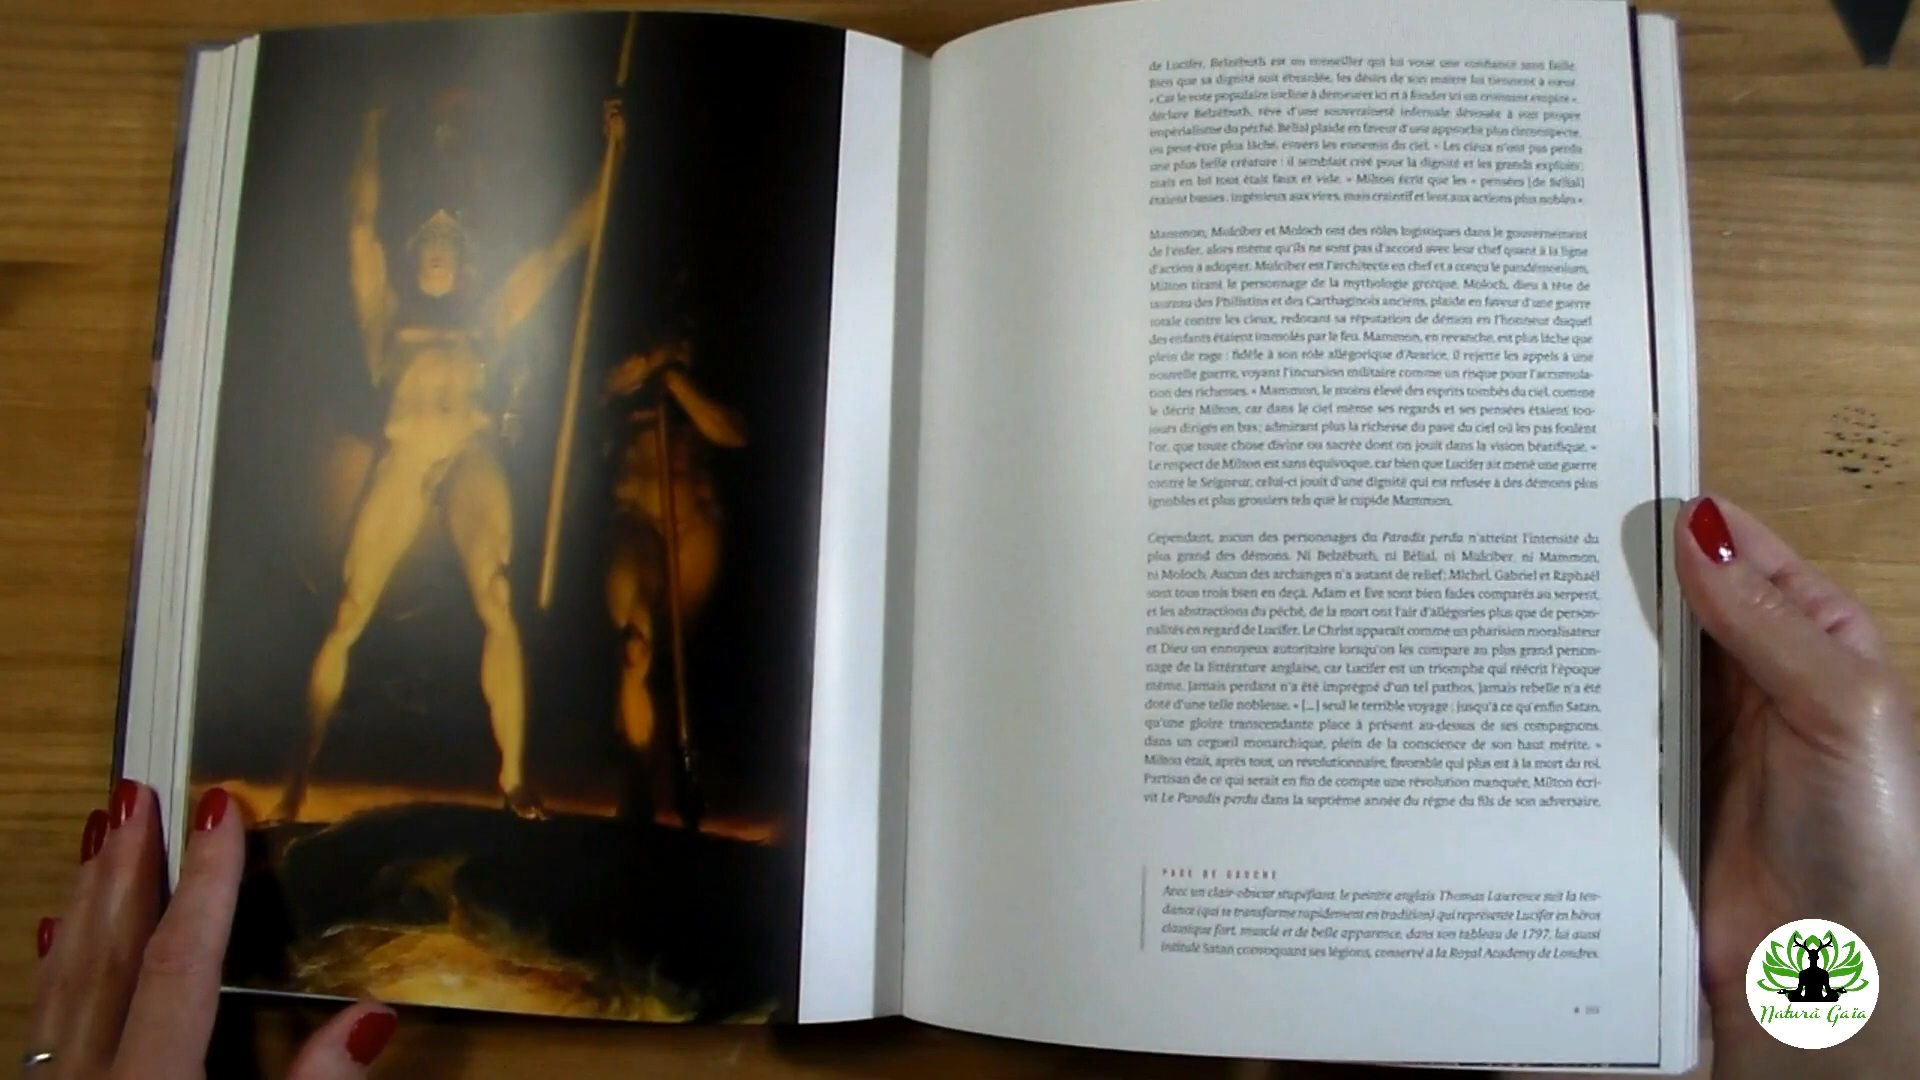 de Lucifer, Belzébuth est un conseiller qui lui voue une confiance sans faille.
Bien que sa dignité soit ébranlée, les désirs de son maître lui tiennent à cœur.
« Car le vote populaire incline à demeurer ici et à fonder ici un croissant empire »,
déclare Belzébuth, rêve d'une souveraineté infernale dévouée à son propre
impérialisme du péché. Bélial plaide en faveur d'une approche plus circonspecte,
ou peut-être plus lâche, envers les ennemis du ciel. « Les cieux n'ont pas perdu
une plus belle créature : il semblait créé pour la dignité et les grands exploits ;
mais en lui tout était faux et vide. » Milton écrit que les « pensées [de Bélial]
étaient basses ; ingénieux aux vices, mais craintif et lent aux actions plus nobles ».
Mammon, Mulciber et Moloch ont des rôles logistiques dans le gouvernement
de l'enfer, alors même qu'ils ne sont pas d'accord avec leur chef quant à la ligne
d'action à adopter. Mulciber est l'architecte en chef et a conçu le pandémonium,
Milton tirant le personnage de la mythologie grecque. Moloch, dieu à tête de
taureau des Philistins et des Carthaginois anciens, plaide en faveur d'une guerre
totale contre les cieux, redorant sa réputation de démon en l'honneur duquel
des enfants étaient immolés par le feu. Mammon, en revanche, est plus lâche que
plein de rage : fidèle à son rôle allégorique d'Avarice, il rejette les appels à une
nouvelle guerre, voyant l'incursion militaire comme un risque pour l'accumula-
tion des richesses. « Mammon, le moins élevé des esprits tombés du ciel, comme
le décrit Milton, car dans le ciel même ses regards et ses pensées étaient tou-
jours dirigés en bas ; admirant plus la richesse du pavé du ciel où les pas foulent
l'or, que toute chose divine ou sacrée dont on jouit dans la vision béatifique. »
Le respect de Milton est sans équivoque, car bien que Lucifer ait mené une guerre
contre le Seigneur, celui-ci jouit d'une dignité qui est refusée à des démons plus
ignobles et plus grossiers tels que le cupide Mammon.
Cependant, aucun des personnages du Paradis perdu n'atteint l'intensité du
plus grand des démons. Ni Belzébuth, ni Bélial, ni Mulciber, ni Mammon,
ni Moloch. Aucun des archanges n'a autant de relief ; Michel, Gabriel et Raphaël
sont tous trois bien en deçà. Adam et Ève sont bien fades comparés au serpent,
et les abstractions du péché, de la mort ont l'air d'allégories plus que de person-
nalités en regard de Lucifer. Le Christ apparaît comme un pharisien moralisateur
et Dieu un ennuyeux autoritaire lorsqu'on les compare au plus grand person-
nage de la littérature anglaise, car Lucifer est un triomphe qui réécrit l'époque
même. Jamais perdant n'a été imprégné d'un tel pathos, jamais rebelle n'a été
doté d'une telle noblesse. « [...] seul le terrible voyage ; jusqu'à ce qu'enfin Satan,
qu'une gloire transcendante place à présent au-dessus de ses compagnons,
dans un orgueil monarchique, plein de la conscience de son haut mérite. »
Milton était, après tout, un révolutionnaire, favorable qui plus est à la mort du roi.
Partisan de ce qui serait en fin de compte une révolution manquée, Milton écri-
vit Le Paradis perdu dans la septième année du règne du fils de son adversaire,
PAGE DE GAUCHE
Avec un clair-obscur stupéfiant, le peintre anglais Thomas Lawrence suit la ten-
dance (qui se transforme rapidement en tradition) qui représente Lucifer en héros
classique fort, musclé et de belle apparence, dans son tableau de 1797, lui aussi
intitulé Satan convoquant ses légions, conservé à la Royal Academy de Londres.
Natura Gaïa